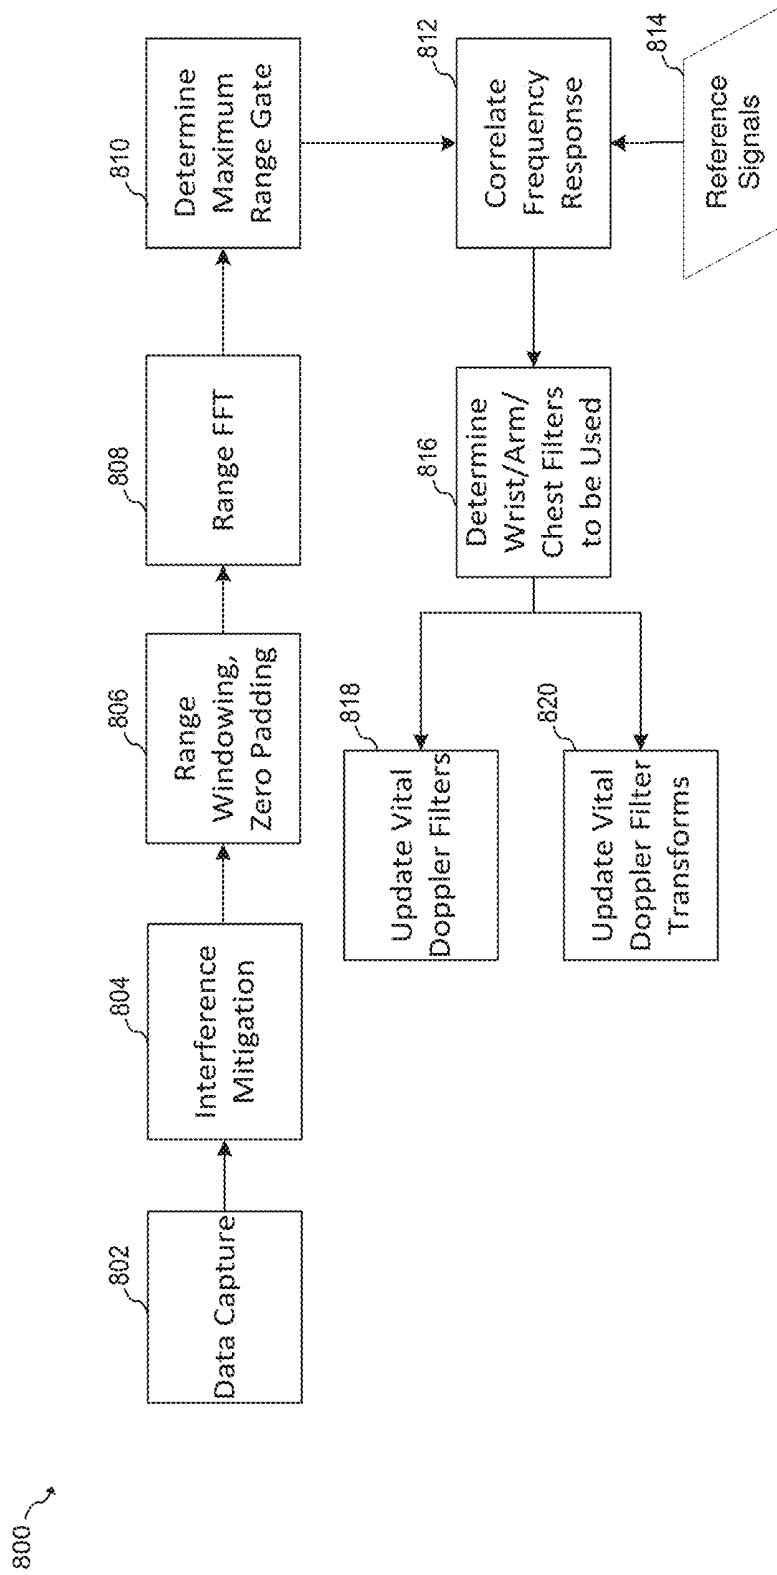 800
802
Data Capture
804
Interference
Mitigation
806
Range
Windowing,
Zero Padding
808
Range FFT
810
Determine
Maximum
Range Gate
812
Correlate
Frequency
Response
814
Reference
Signals
816
Determine
Wrist/Arm/
Chest Filters
to be Used
818
Update Vital
Doppler Filters
820
Update Vital
Doppler Filter
Transforms